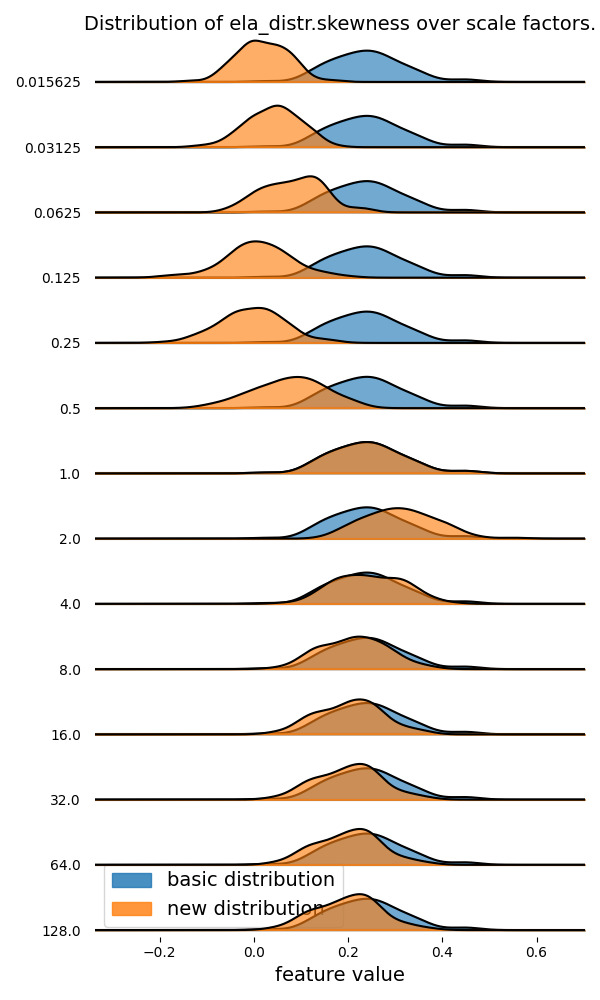 Distribution of ela_distr.skewness over scale factors.
0.015625
0.03125
0.0625
0.125
0.25
0.5
1.0
2.0
4.0
8.0
16.0
32.0
64.0
basic distribution
new distribution
128.0
−0.2 0.0 0.2 0.4 0.6
feature value